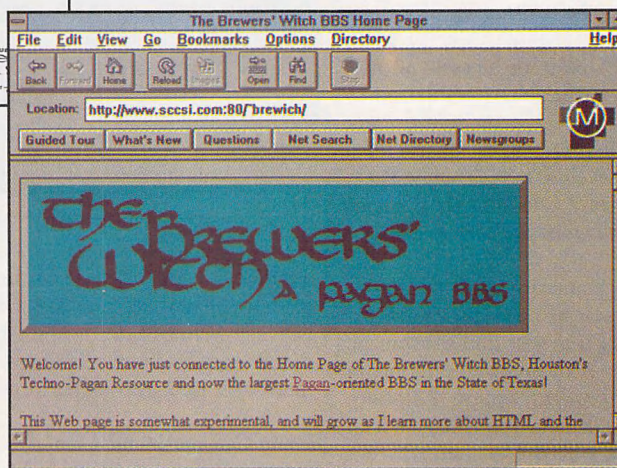 The Brewers' Witch BBS Home Page
File Edit View Go Bookmarks Options Directory Help
Back Forward Home Reload Images Open Find Stop
Location: http://www.sccsi.com:80/~brewich/
M
Guided Tour What's New Questions Net Search Net Directory Newsgroups
The Brewers'
Witch
a pagan BBS
Welcome! You have just connected to the Home Page of The Brewers' Witch BBS, Houston's
Techno-Pagan Resource and now the largest Pagan-oriented BBS in the State of Texas!
This Web page is somewhat experimental, and will grow as I learn more about HTML and the